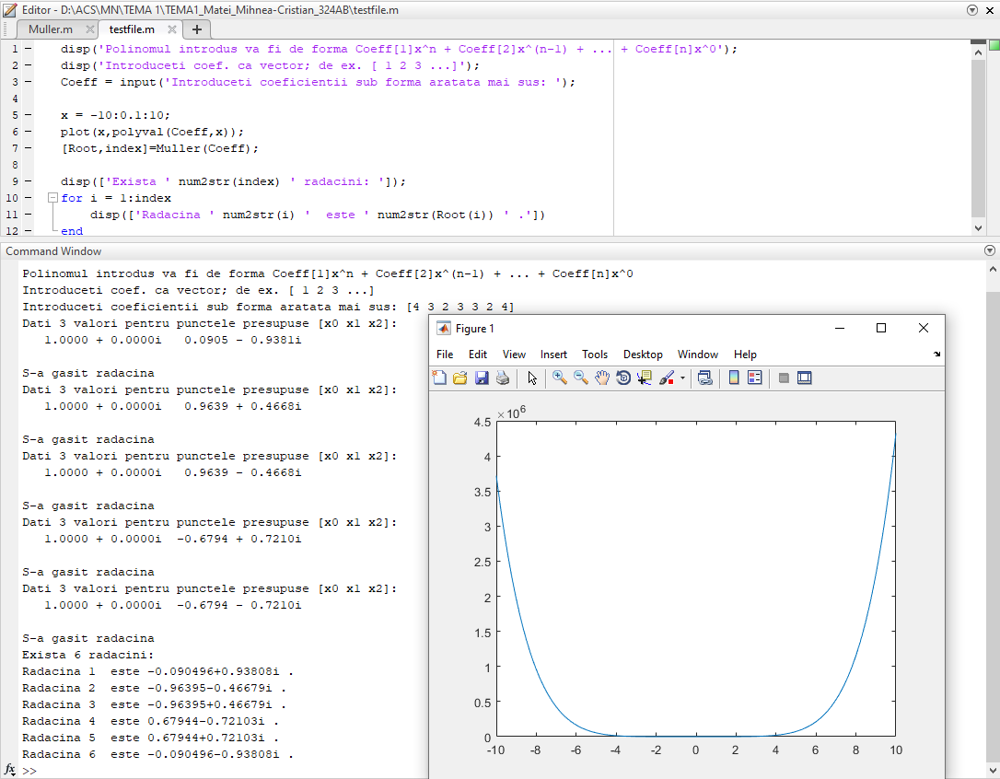 Editor - D:\ACS\MN\TEMA 1\TEMA1_Matei_Mihnea-Cristian_324AB\testfile.m
Muller.m × testfile.m × +
1 – disp('Polinomul introdus va fi de forma Coeff[1]x^n + Coeff[2]x^(n-1) + ... + Coeff[n]x^0');
2 – disp('Introduceti coef. ca vector; de ex. [ 1 2 3 ...]');
3 – Coeff = input('Introduceti coeficientii sub forma aratata mai sus: ');
4
5 – x = -10:0.1:10;
6 – plot(x,polyval(Coeff,x));
7 – [Root,index]=Muller(Coeff);
8
9 – disp(['Exista ' num2str(index) ' radacini: ']);
10 – for i = 1:index
11 – disp(['Radacina ' num2str(i) '  este ' num2str(Root(i)) ' .'])
12 – end
Command Window
Polinomul introdus va fi de forma Coeff[1]x^n + Coeff[2]x^(n-1) + ... + Coeff[n]x^0
Introduceti coef. ca vector; de ex. [ 1 2 3 ...]
Introduceti coeficientii sub forma aratata mai sus: [4 3 2 3 3 2 4]
Dati 3 valori pentru punctele presupuse [x0 x1 x2]:
1.0000 + 0.0000i   0.0905 - 0.9381i
S-a gasit radacina
Dati 3 valori pentru punctele presupuse [x0 x1 x2]:
1.0000 + 0.0000i   0.9639 + 0.4668i
S-a gasit radacina
Dati 3 valori pentru punctele presupuse [x0 x1 x2]:
1.0000 + 0.0000i   0.9639 - 0.4668i
S-a gasit radacina
Dati 3 valori pentru punctele presupuse [x0 x1 x2]:
1.0000 + 0.0000i  -0.6794 + 0.7210i
S-a gasit radacina
Dati 3 valori pentru punctele presupuse [x0 x1 x2]:
1.0000 + 0.0000i  -0.6794 - 0.7210i
S-a gasit radacina
Exista 6 radacini:
Radacina 1  este -0.090496+0.93808i .
Radacina 2  este -0.96395-0.46679i .
Radacina 3  este -0.96395+0.46679i .
Radacina 4  este 0.67944-0.72103i .
Radacina 5  este 0.67944+0.72103i .
Radacina 6  este -0.090496-0.93808i .
fx >>
Figure 1
File Edit View Insert Tools Desktop Window Help
×10^6
4.5
4
3.5
3
2.5
2
1.5
1
0.5
0
-10 -8 -6 -4 -2 0 2 4 6 8 10